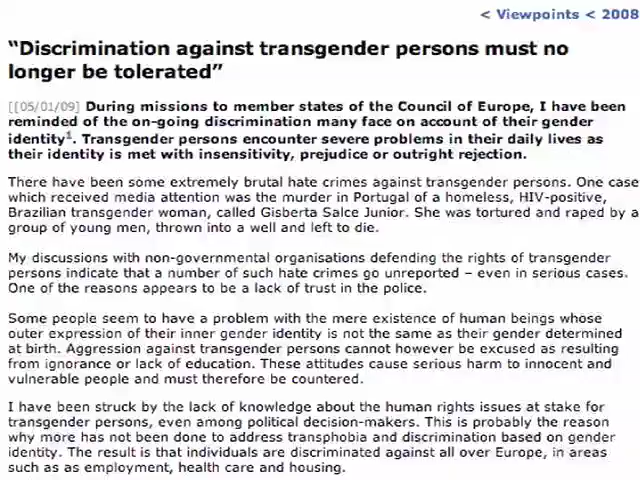 < Viewpoints < 2008
“Discrimination against transgender persons must no
longer be tolerated”
[[05/01/09] During missions to member states of the Council of Europe, I have been
reminded of the on-going discrimination many face on account of their gender
identity1. Transgender persons encounter severe problems in their daily lives as
their identity is met with insensitivity, prejudice or outright rejection.
There have been some extremely brutal hate crimes against transgender persons. One case
which received media attention was the murder in Portugal of a homeless, HIV-positive,
Brazilian transgender woman, called Gisberta Salce Junior. She was tortured and raped by a
group of young men, thrown into a well and left to die.
My discussions with non-governmental organisations defending the rights of transgender
persons indicate that a number of such hate crimes go unreported – even in serious cases.
One of the reasons appears to be a lack of trust in the police.
Some people seem to have a problem with the mere existence of human beings whose
outer expression of their inner gender identity is not the same as their gender determined
at birth. Aggression against transgender persons cannot however be excused as resulting
from ignorance or lack of education. These attitudes cause serious harm to innocent and
vulnerable people and must therefore be countered.
I have been struck by the lack of knowledge about the human rights issues at stake for
transgender persons, even among political decision-makers. This is probably the reason
why more has not been done to address transphobia and discrimination based on gender
identity. The result is that individuals are discriminated against all over Europe, in areas
such as as employment, health care and housing.